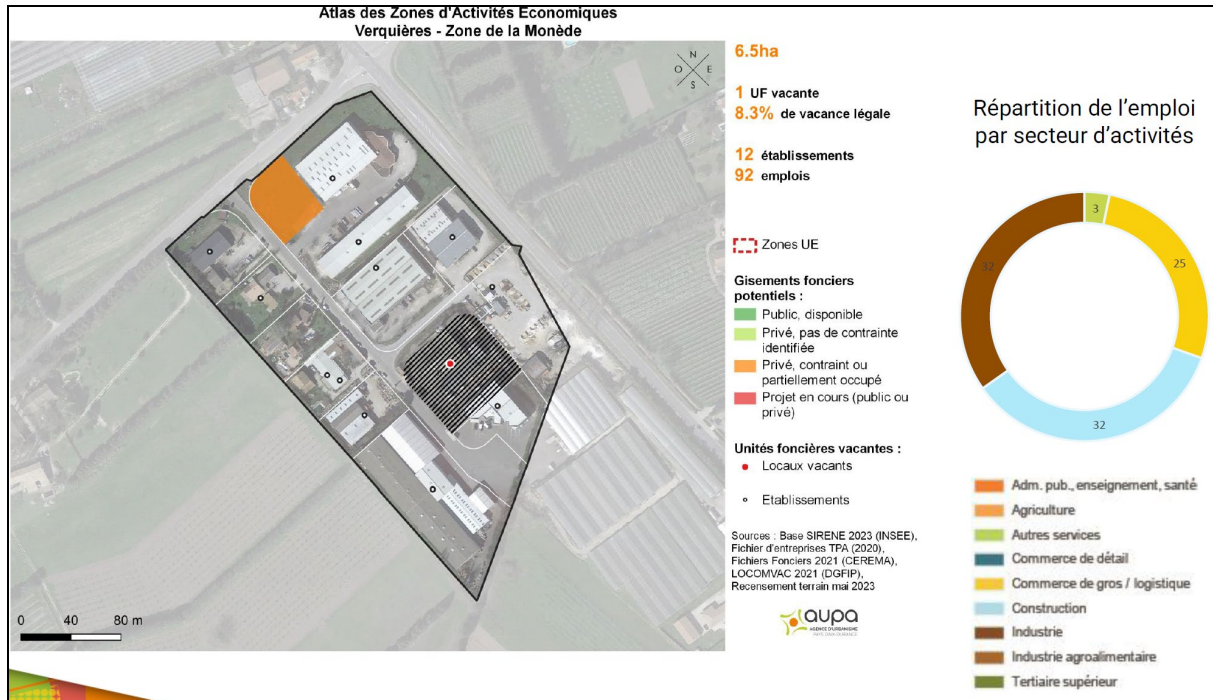 Atlas des Zones d'Activités Economiques
Verquières - Zone de la Monède
N
O
E
S
6.5ha
1 UF vacante
8.3% de vacance légale
12 établissements
92 emplois
Zones UE
Gisements fonciers
potentiels :
Public, disponible
Privé, pas de contrainte
identifiée
Privé, contraint ou
partiellement occupé
Projet en cours (public ou
privé)
Unités foncières vacantes :
Locaux vacants
Etablissements
Sources : Base SIRENE 2023 (INSEE),
Fichier d'entreprises TPA (2020),
Fichiers Fonciers 2021 (CEREMA),
LOCOMVAC 2021 (DGFIP),
Recensement terrain mai 2023
aupa
AGENCE D'URBANISME
PAYS D'AIX-DURANCE
0 40 80 m
Répartition de l'emploi
par secteur d'activités
3
25
32
32
Adm. pub., enseignement, santé
Agriculture
Autres services
Commerce de détail
Commerce de gros / logistique
Construction
Industrie
Industrie agroalimentaire
Tertiaire supérieur